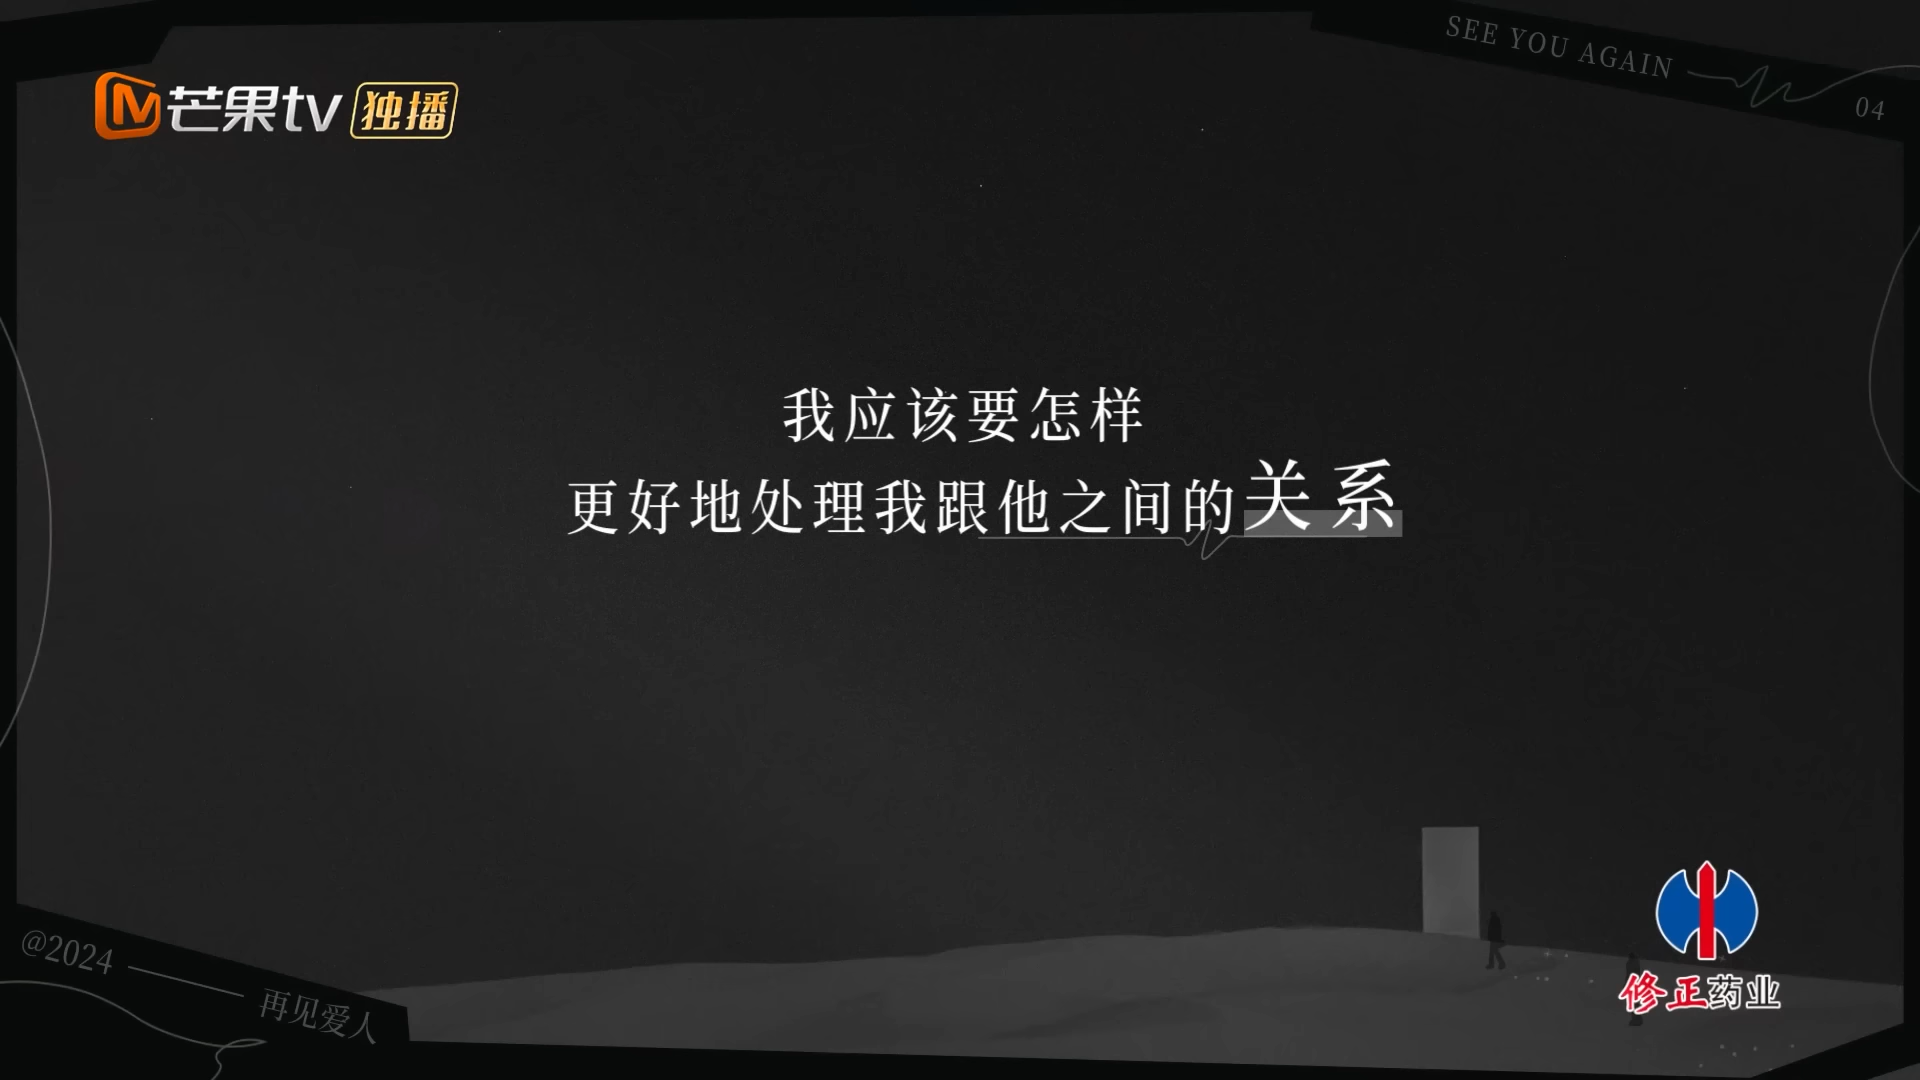 芒果tv 独播
SEE YOU AGAIN
04
我应该要怎样
更好地处理我跟他之间的关系
@2024
再见爱人
修正药业